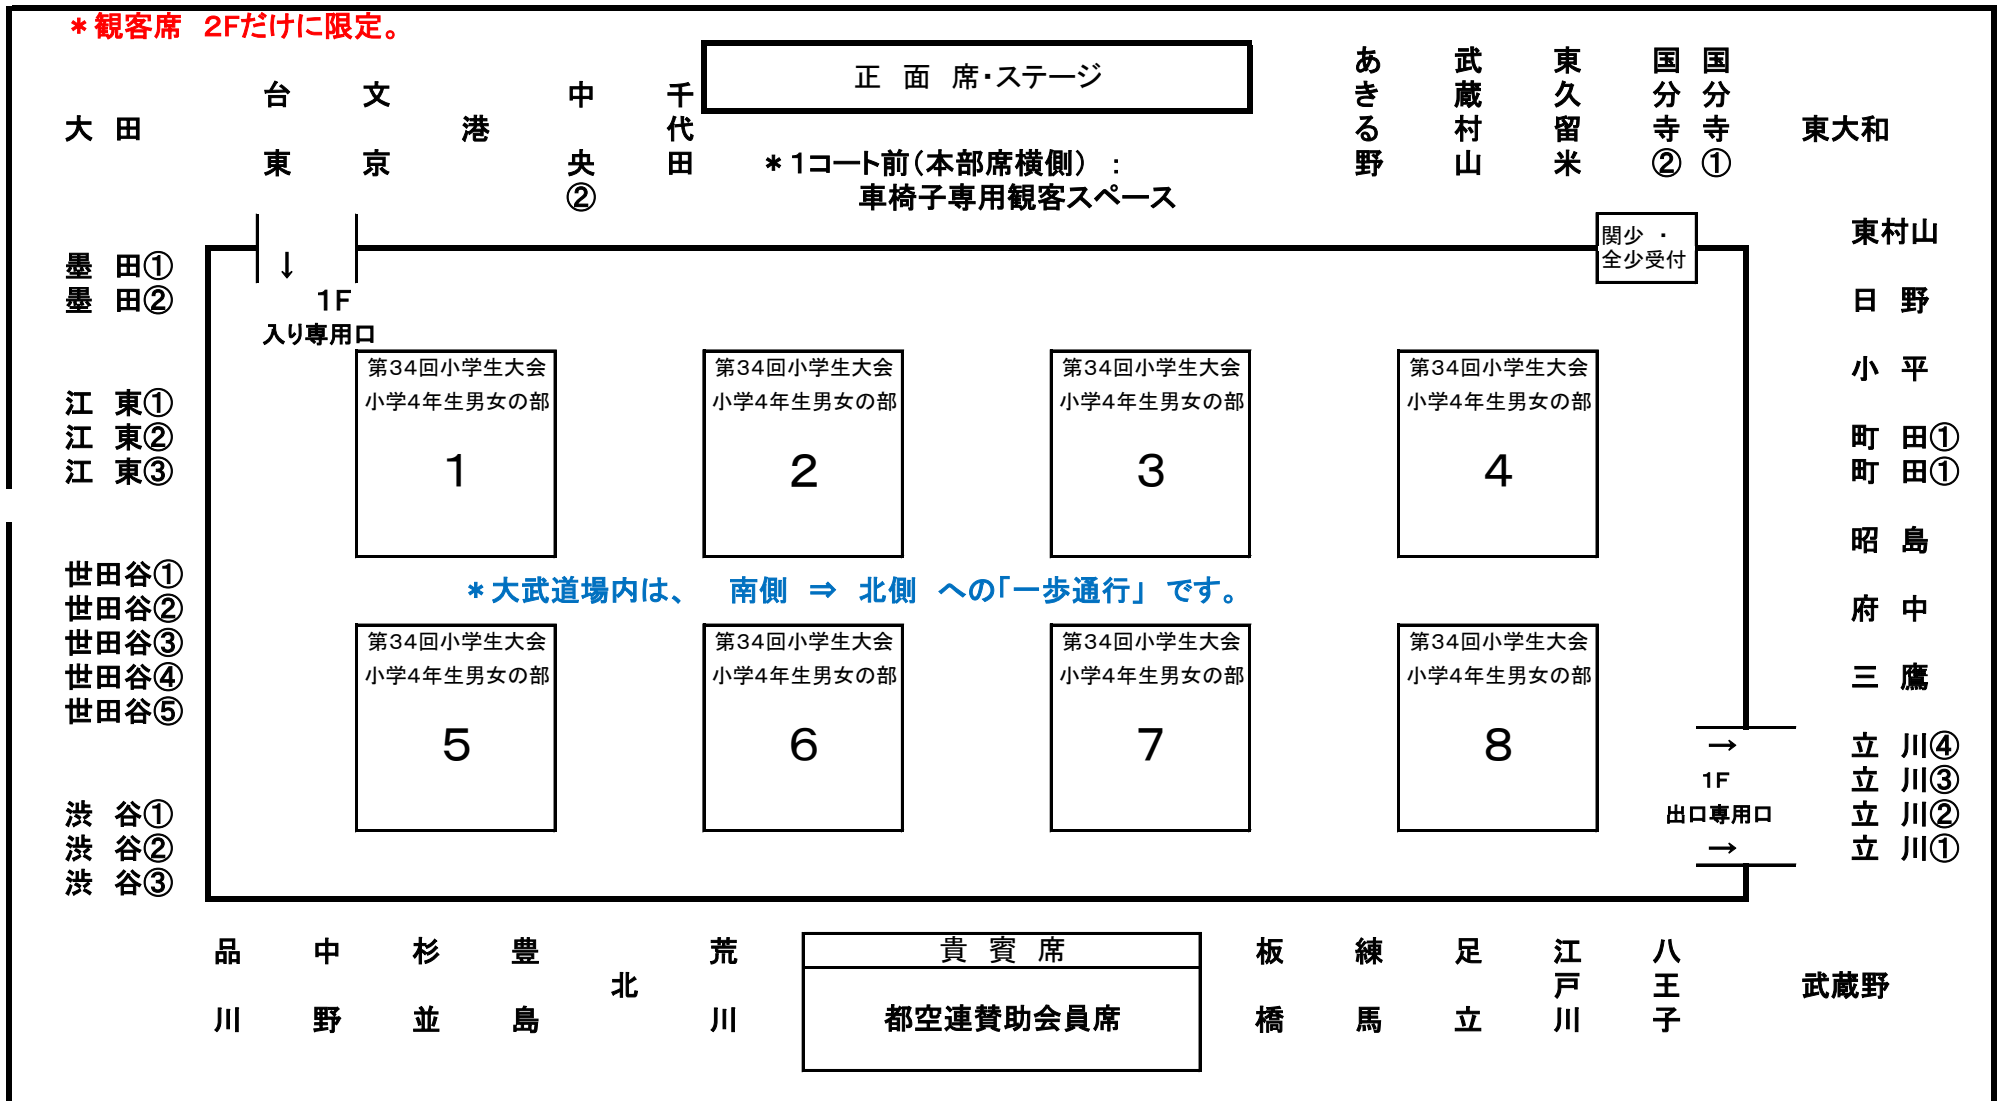 ＊観客席　２Fだけに限定。
正　面　席・ステージ
大　田
台東
文京
港
中央②
千代田
＊１コート前（本部席横側）　：
車椅子専用観客スペース
あきる野
武蔵村山
東久留米
国分寺②
国分寺①
東大和
墨　田①
墨　田②
江　東①
江　東②
江　東③
世田谷①
世田谷②
世田谷③
世田谷④
世田谷⑤
渋　谷①
渋　谷②
渋　谷③
↓
１F
入り専用口
関少　・
全少受付
第３４回小学生大会
小学４年生男女の部
１
第３４回小学生大会
小学４年生男女の部
２
第３４回小学生大会
小学４年生男女の部
３
第３４回小学生大会
小学４年生男女の部
４
＊大武道場内は、　南側　⇒　北側　への「一歩通行」　です。
第３４回小学生大会
小学４年生男女の部
５
第３４回小学生大会
小学４年生男女の部
６
第３４回小学生大会
小学４年生男女の部
７
第３４回小学生大会
小学４年生男女の部
８
→
１F
出口専用口
→
東村山
日　野
小　平
町　田①
町　田①
昭　島
府　中
三　鷹
立　川④
立　川③
立　川②
立　川①
品川
中野
杉並
豊島
北
荒川
貴　賓　席
都空連賛助会員席
板橋
練馬
足立
江戸川
八王子
武蔵野